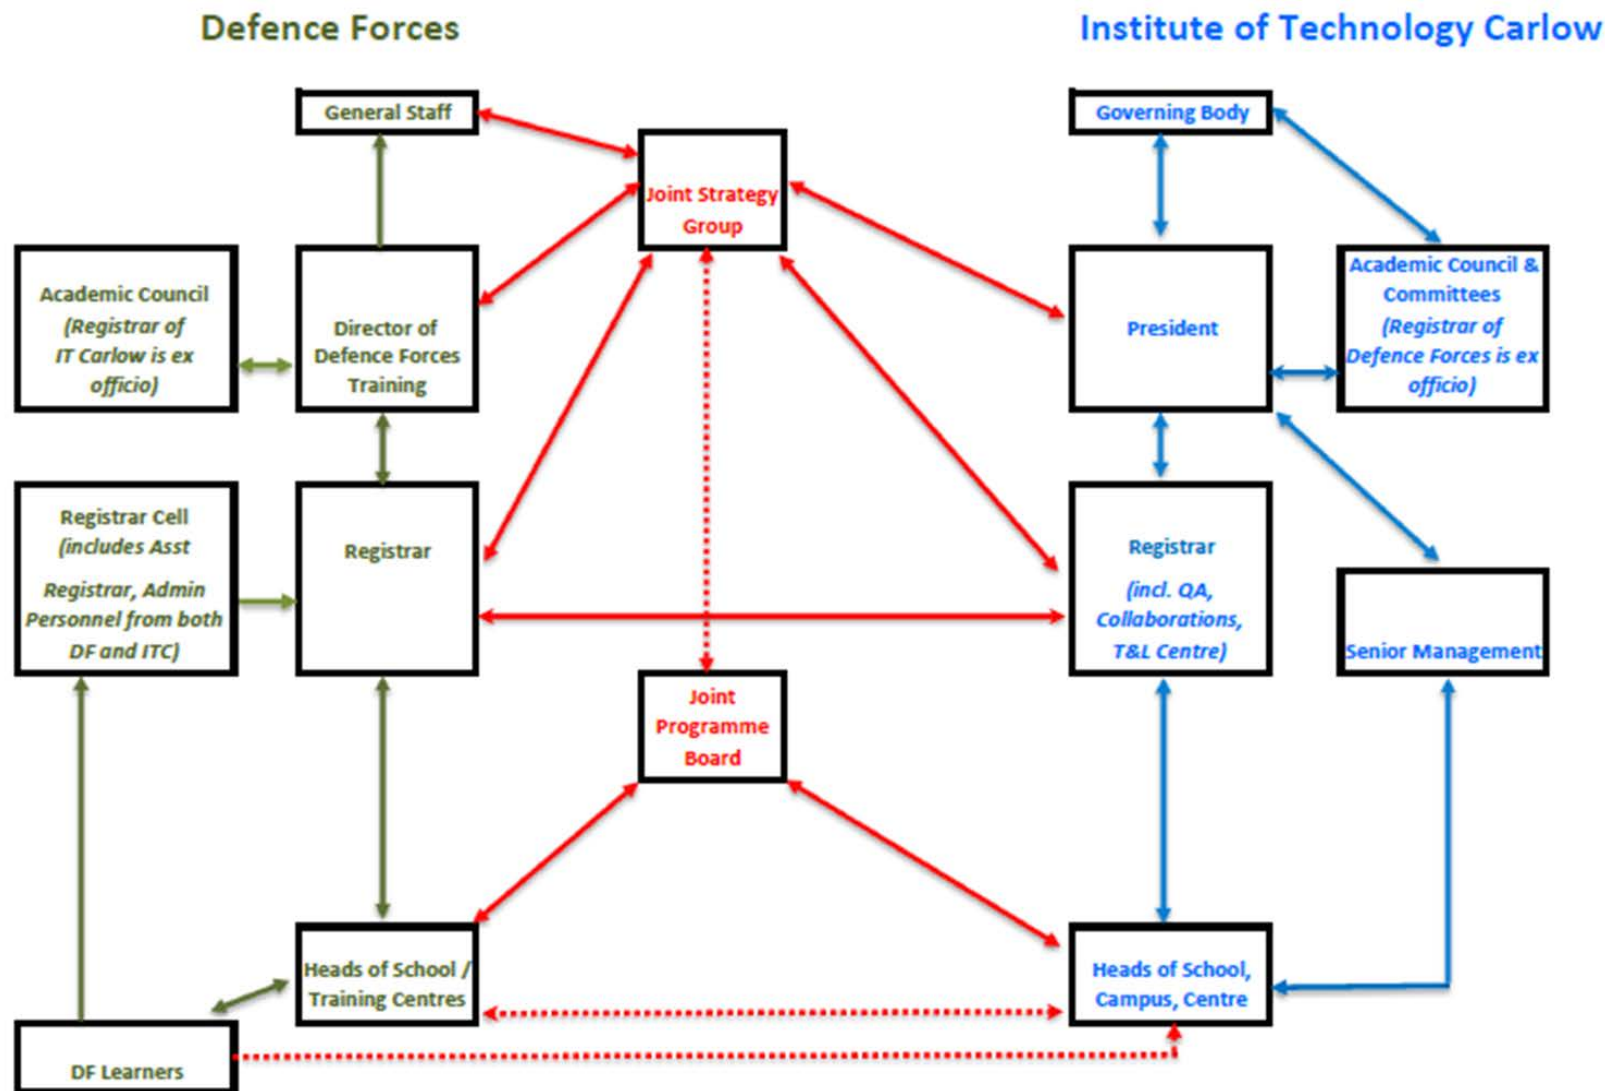 Defence Forces
Institute of Technology Carlow
General Staff
Governing Body
Joint Strategy
Group
Academic Council
(Registrar of
IT Carlow is ex
officio)
Director of
Defence Forces
Training
President
Academic Council &
Committees
(Registrar of
Defence Forces is ex
officio)
Registrar Cell
(includes Asst
Registrar, Admin
Personnel from both
DF and ITC)
Registrar
Registrar
(incl. QA,
Collaborations,
T&L Centre)
Senior Management
Joint
Programme
Board
Heads of School /
Training Centres
Heads of School,
Campus, Centre
DF Learners